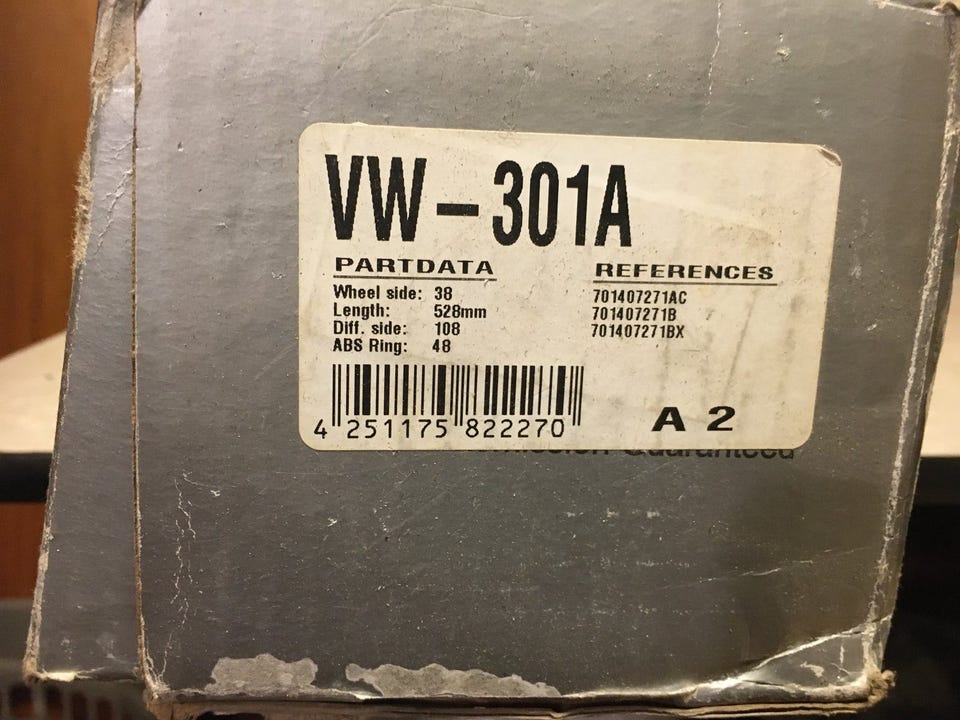 VW-301A
PARTDATA
Wheel side: 38
Length: 528mm
Diff. side: 108
ABS Ring: 48
REFERENCES
701407271AC
701407271B
701407271BX
4 251175 822270
A 2
Guaranteed